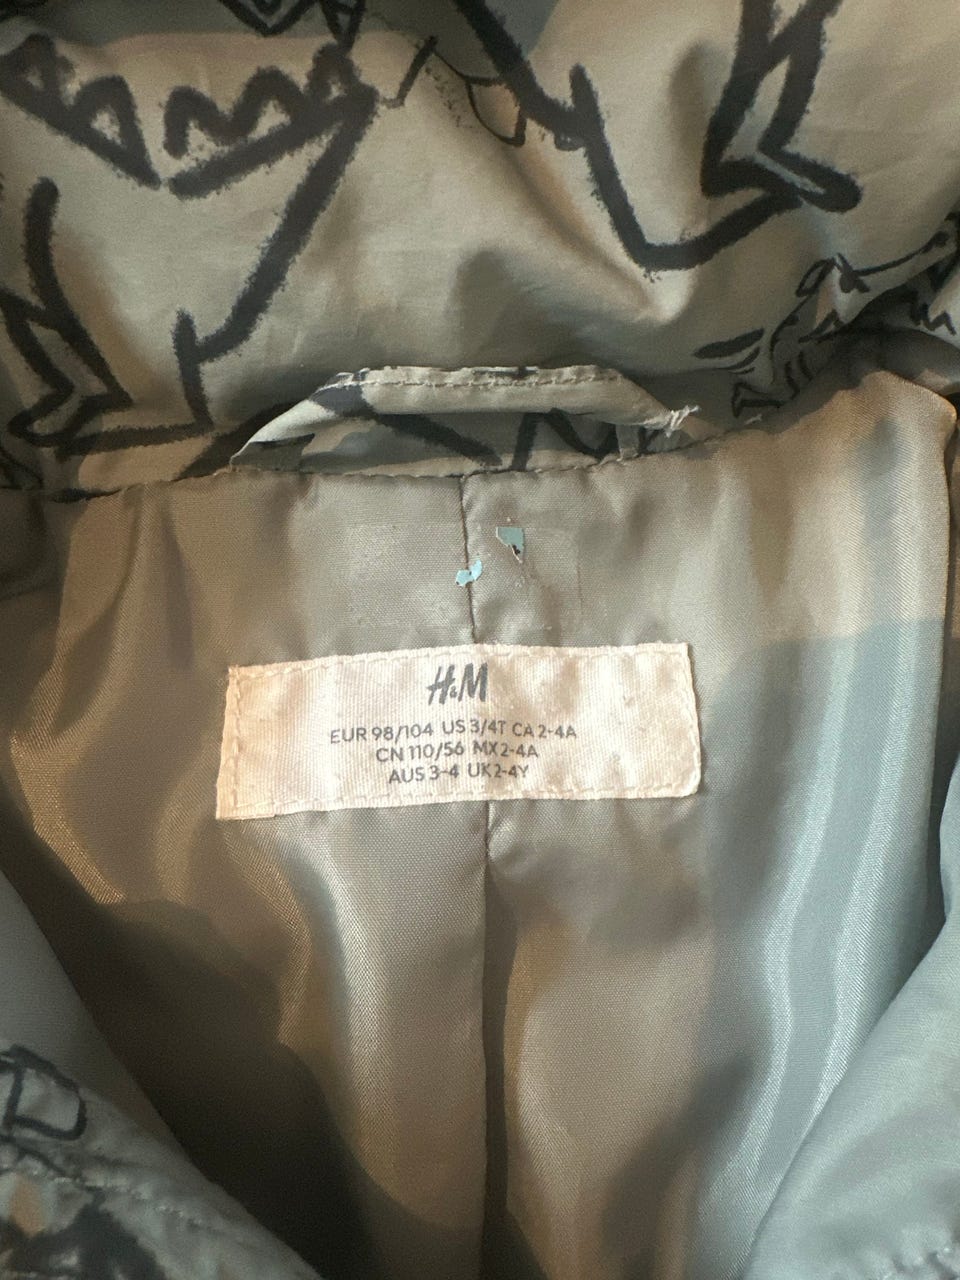 H&M
EUR 98/104 US 3/4T CA 2-4A
CN 110/56 MX 2-4A
AUS 3-4 UK 2-4Y